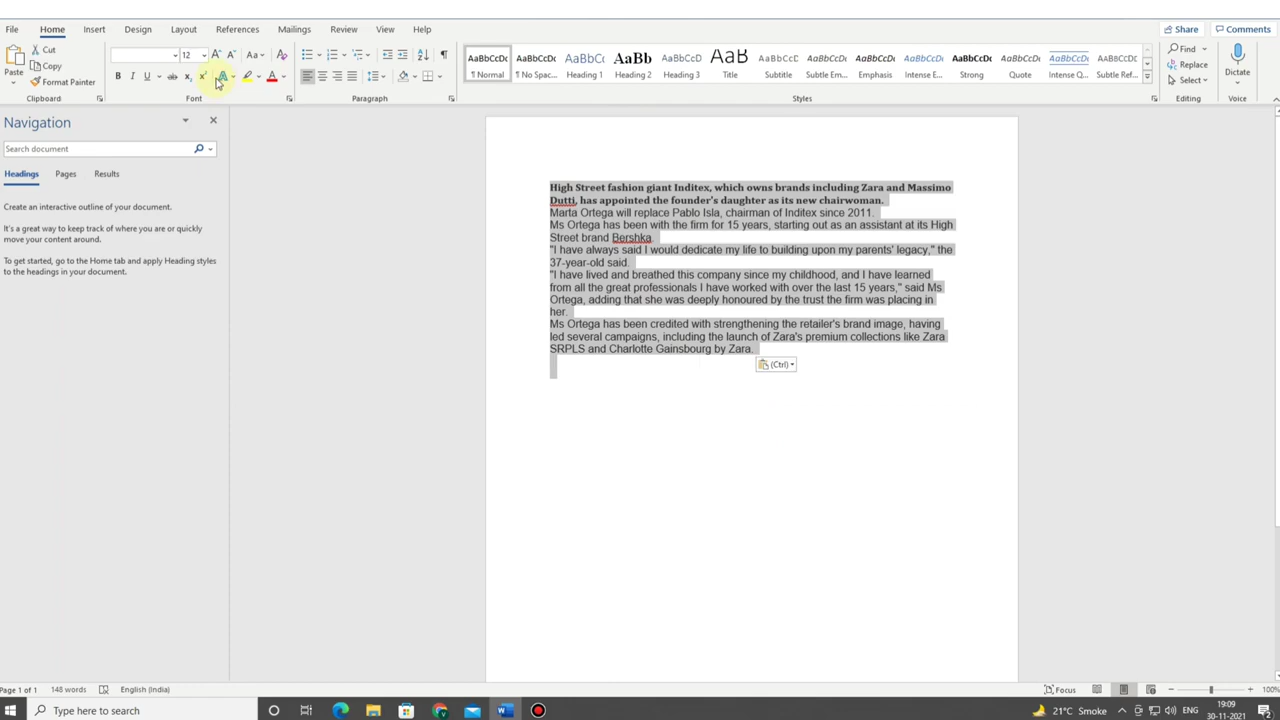 File Home Insert Design Layout References Mailings Review View Help Share Comments
Paste Cut Copy Format Painter Clipboard
12 Aa Font
Paragraph
AaBbCcDc ¶ Normal AaBbCcDc ¶ No Spac... AaBbCc Heading 1 AaBb Heading 2 AaBbCcD Heading 3 AaB Title AaBbCcD Subtitle AaBbCcDc Subtle Em... AaBbCcDc Emphasis AaBbCcDc Intense E... AaBbCcDc Strong AaBbCcDc Quote AaBbCcDc Intense Q... AaBbCcDc Subtle Ref...
Styles
Find Replace Select Editing
Dictate Voice
Navigation
Search document
Headings Pages Results
Create an interactive outline of your document.
It's a great way to keep track of where you are or quickly
move your content around.
To get started, go to the Home tab and apply Heading styles
to the headings in your document.
High Street fashion giant Inditex, which owns brands including Zara and Massimo
Dutti, has appointed the founder's daughter as its new chairwoman.
Marta Ortega will replace Pablo Isla, chairman of Inditex since 2011.
Ms Ortega has been with the firm for 15 years, starting out as an assistant at its High
Street brand Bershka.
"I have always said I would dedicate my life to building upon my parents' legacy," the
37-year-old said.
"I have lived and breathed this company since my childhood, and I have learned
from all the great professionals I have worked with over the last 15 years," said Ms
Ortega, adding that she was deeply honoured by the trust the firm was placing in
her.
Ms Ortega has been credited with strengthening the retailer's brand image, having
led several campaigns, including the launch of Zara's premium collections like Zara
SRPLS and Charlotte Gainsbourg by Zara.
(Ctrl)
Page 1 of 1 148 words English (India) Focus 100%
Type here to search 21°C Smoke ENG 19:09
30-11-2021